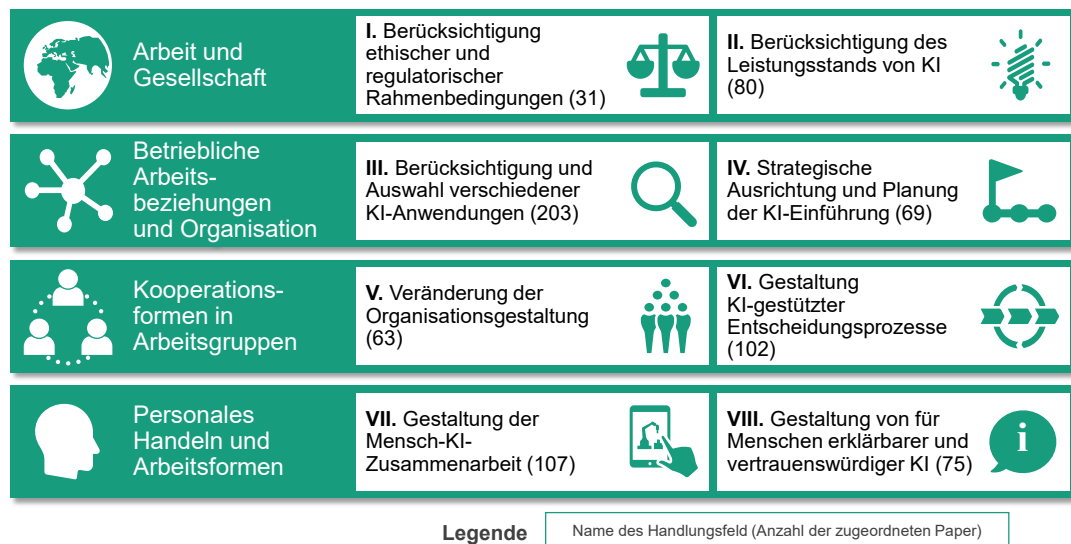 Arbeit und
Gesellschaft
I. Berücksichtigung
ethischer und
regulatorischer
Rahmenbedingungen (31)
II. Berücksichtigung des
Leistungsstands von KI
(80)
Betriebliche
Arbeits-
beziehungen
und Organisation
III. Berücksichtigung und
Auswahl verschiedener
KI-Anwendungen (203)
IV. Strategische
Ausrichtung und Planung
der KI-Einführung (69)
Kooperations-
formen in
Arbeitsgruppen
V. Veränderung der
Organisationsgestaltung
(63)
VI. Gestaltung
KI-gestützter
Entscheidungsprozesse
(102)
Personales
Handeln und
Arbeitsformen
VII. Gestaltung der
Mensch-KI-
Zusammenarbeit (107)
VIII. Gestaltung von für
Menschen erklärbarer und
vertrauenswürdiger KI (75)
i
Legende
Name des Handlungsfeld (Anzahl der zugeordneten Paper)